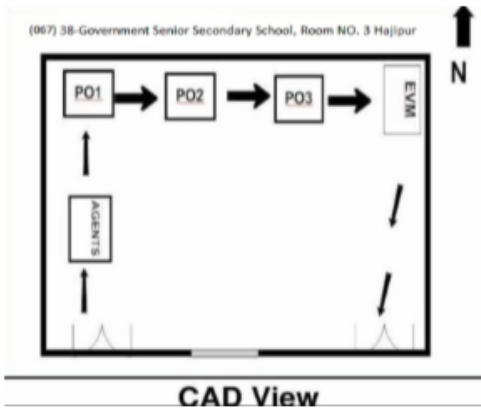 (067) 38-Government Senior Secondary School, Room NO. 3 Hajipur
N
PO1
PO2
PO3
EVM
AGENTS
CAD View